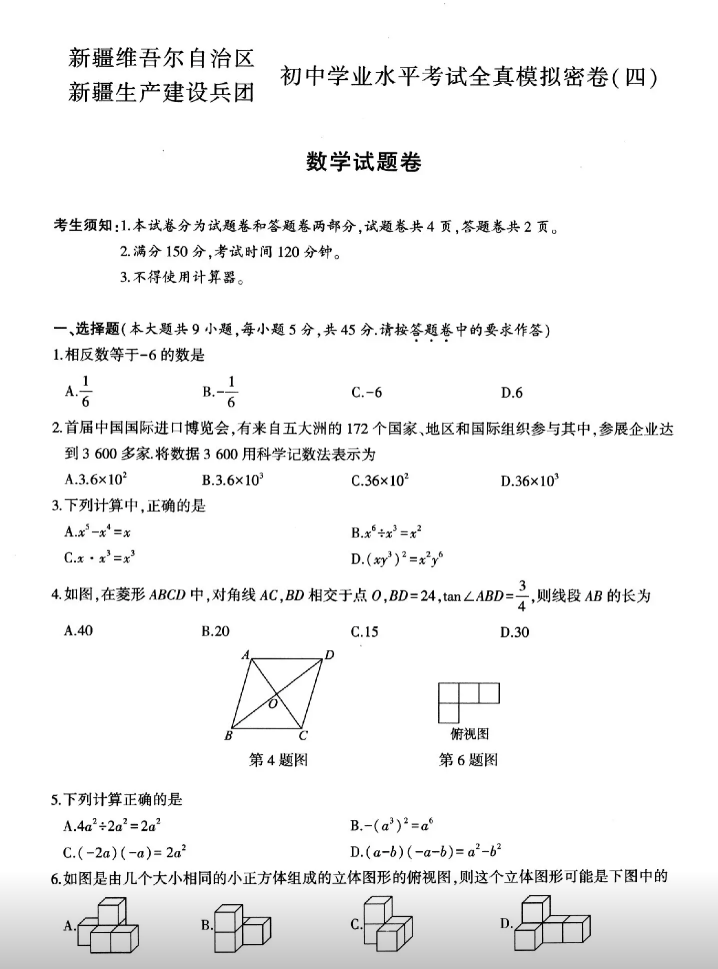 新疆维吾尔自治区
新疆生产建设兵团
初中学业水平考试全真模拟密卷(四)
数学试题卷
考生须知:1.本试卷分为试题卷和答题卷两部分,试题卷共4页,答题卷共2页。
2.满分150分,考试时间120分钟。
3.不得使用计算器。
一、选择题(本大题共9小题,每小题5分,共45分.请按答题卷中的要求作答)
1.相反数等于-6的数是
A.1/6 B.-1/6 C.-6 D.6
2.首届中国国际进口博览会,有来自五大洲的172个国家、地区和国际组织参与其中,参展企业达
到3 600多家.将数据3 600用科学记数法表示为
A.3.6×10² B.3.6×10³ C.36×10² D.36×10³
3.下列计算中,正确的是
A.x⁵-x⁴=x B.x⁶÷x³=x²
C.x·x³=x³ D.(xy³)²=x²y⁶
4.如图,在菱形ABCD中,对角线AC,BD相交于点O,BD=24,tan∠ABD=3/4,则线段AB的长为
A.40 B.20 C.15 D.30
A D
O
B C
俯视图
第4题图 第6题图
5.下列计算正确的是
A.4a²÷2a²=2a² B.-(a³)²=a⁶
C.(-2a)(-a)=2a² D.(a-b)(-a-b)=a²-b²
6.如图是由几个大小相同的小正方体组成的立体图形的俯视图,则这个立体图形可能是下图中的
A. B. C. D.